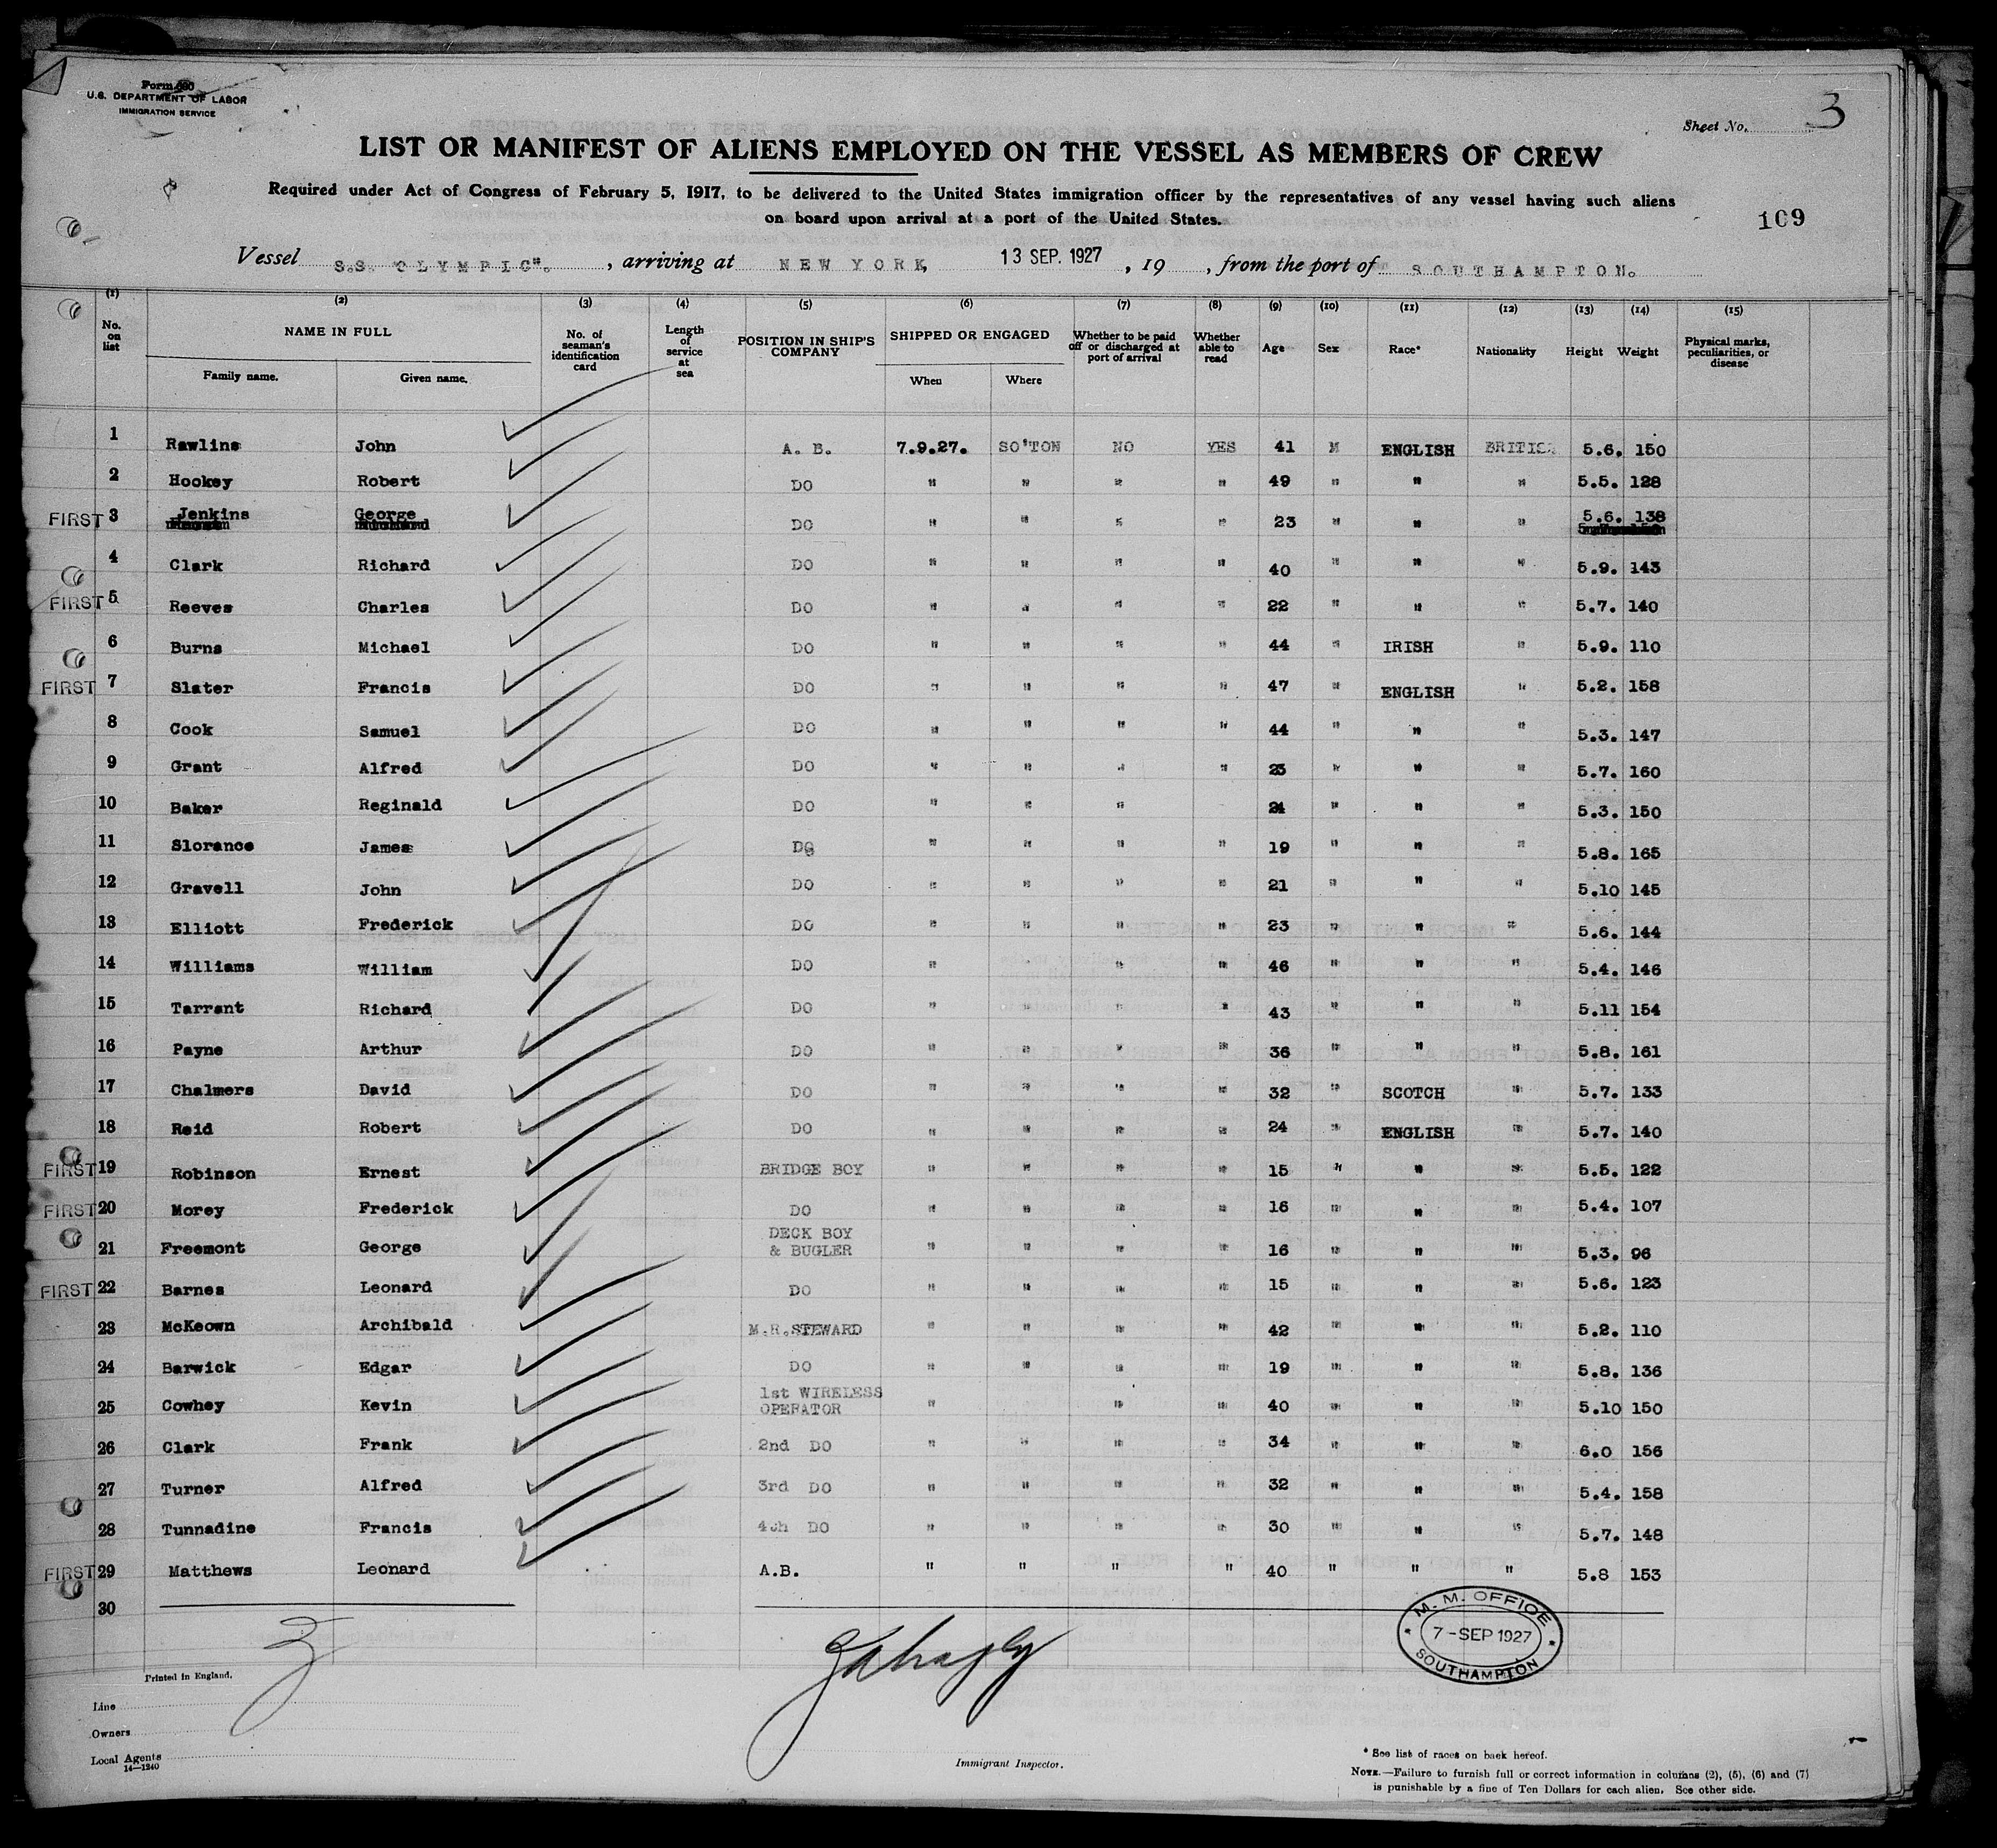 Form 680
U.S. DEPARTMENT OF LABOR
IMMIGRATION SERVICE
Sheet No. 3
LIST OR MANIFEST OF ALIENS EMPLOYED ON THE VESSEL AS MEMBERS OF CREW
Required under Act of Congress of February 5, 1917, to be delivered to the United States immigration officer by the representatives of any vessel having such aliens
on board upon arrival at a port of the United States.
109
Vessel S.S. OLYMPIC". , arriving at NEW YORK, 13 SEP. 1927 , 19 , from the port of SOUTHAMPTON.
(1) (2) (3) (4) (5) (6) (7) (8) (9) (10) (11) (12) (13) (14) (15)
No. on list NAME IN FULL Family name. Given name. No. of seaman's identification card Length of service at sea POSITION IN SHIP'S COMPANY SHIPPED OR ENGAGED When Where Whether to be paid off or discharged at port of arrival Whether able to read Age Sex Race* Nationality Height Weight Physical marks, peculiarities, or disease
1 Rawlins John A. B. 7.9.27. SO'TON NO YES 41 M ENGLISH BRITISH 5.6. 150
2 Hookey Robert DO " " " " 49 " " " 5.5. 128
FIRST 3 Jenkins George DO " " " " 23 " " " 5.6. 138
4 Clark Richard DO " " " " 40 " " " 5.9. 143
FIRST 5 Reeves Charles DO " " " " 22 " " " 5.7. 140
6 Burns Michael DO " " " " 44 " IRISH " 5.9. 110
FIRST 7 Slater Francis DO " " " " 47 " ENGLISH " 5.2. 158
8 Cook Samuel DO " " " " 44 " " " 5.3. 147
9 Grant Alfred DO " " " " 23 " " " 5.7. 160
10 Baker Reginald DO " " " 24 " " " 5.3. 150
11 Slorance James DO " " " " 19 " " " 5.8. 165
12 Gravell John DO " " " " 21 " " " 5.10 145
13 Elliott Frederick DO " " " " 23 " " " 5.6. 144
14 Williams William DO " " " 46 " " " 5.4. 146
15 Tarrant Richard DO " " " " 43 " " " 5.11 154
16 Payne Arthur DO " " " " 36 " " " 5.8. 161
17 Chalmers David DO " " " " 32 " SCOTCH " 5.7. 133
18 Reid Robert DO " " " " 24 " ENGLISH " 5.7. 140
FIRST 19 Robinson Ernest BRIDGE BOY " " " " 15 " " " 5.5. 122
FIRST 20 Morey Frederick DO " " " " 16 " " " 5.4. 107
21 Freemont George DECK BOY & BUGLER " " " " 16 " " " 5.3. 96
FIRST 22 Barnes Leonard DO " " " " 15 " " " 5.6. 123
23 McKeown Archibald M.R.STEWARD " " " " 42 " " " 5.2. 110
24 Barwick Edgar DO " " " " 19 " " " 5.8. 136
25 Cowhey Kevin 1st WIRELESS OPERATOR " " " 40 " " " 5.10 150
26 Clark Frank 2nd DO " " " " 34 " " " 6.0 156
27 Turner Alfred 3rd DO " " " " 32 " " " 5.4. 158
28 Tunnadine Francis 4th DO " " " " 30 " " " 5.7. 148
FIRST 29 Matthews Leonard A.B. " " " " 40 " " " 5.8 153
30
M. M. OFFICE
7 - SEP 1927
SOUTHAMPTON
Printed in England.
Line
Owners
Local Agents
14—1240
Immigrant Inspector.
* See list of races on back hereof.
NOTE.—Failure to furnish full or correct information in columns (2), (5), (6) and (7)
is punishable by a fine of Ten Dollars for each alien. See other side.